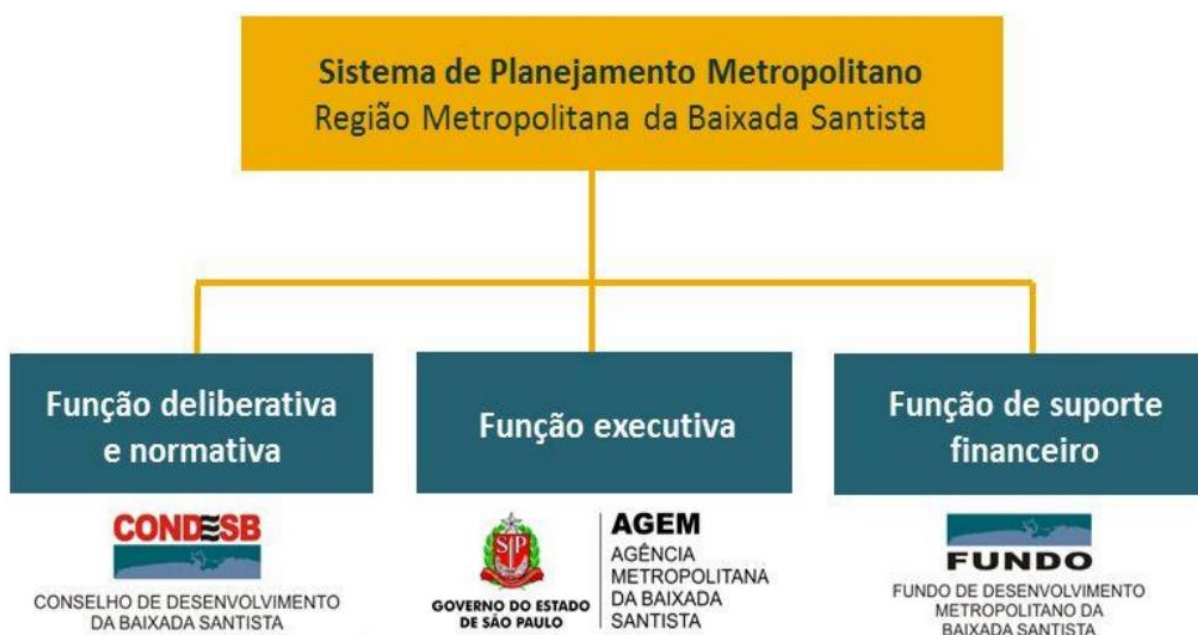 Sistema de Planejamento Metropolitano
Região Metropolitana da Baixada Santista
Função deliberativa
e normativa
Função executiva
Função de suporte
financeiro
CONDESB
CONSELHO DE DESENVOLVIMENTO
DA BAIXADA SANTISTA
SP
GOVERNO DO ESTADO
DE SÃO PAULO
AGEM
AGÊNCIA
METROPOLITANA
DA BAIXADA
SANTISTA
FUNDO
FUNDO DE DESENVOLVIMENTO
METROPOLITANO DA
BAIXADA SANTISTA